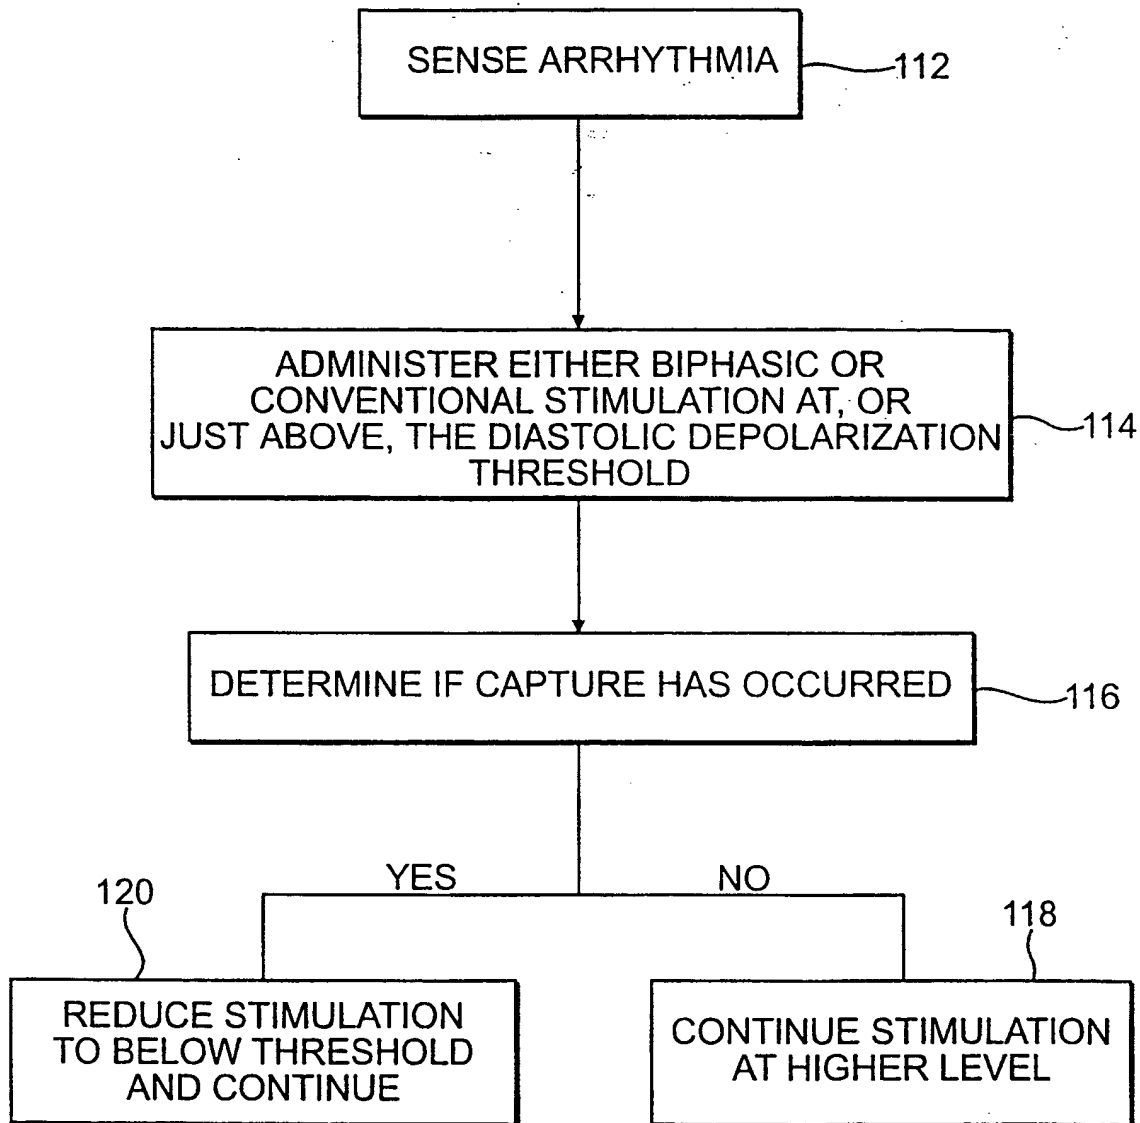 SENSE ARRHYTHMIA
112
ADMINISTER EITHER BIPHASIC OR
CONVENTIONAL STIMULATION AT, OR
JUST ABOVE, THE DIASTOLIC DEPOLARIZATION
THRESHOLD
114
DETERMINE IF CAPTURE HAS OCCURRED
116
YES
NO
120
118
REDUCE STIMULATION
TO BELOW THRESHOLD
AND CONTINUE
CONTINUE STIMULATION
AT HIGHER LEVEL